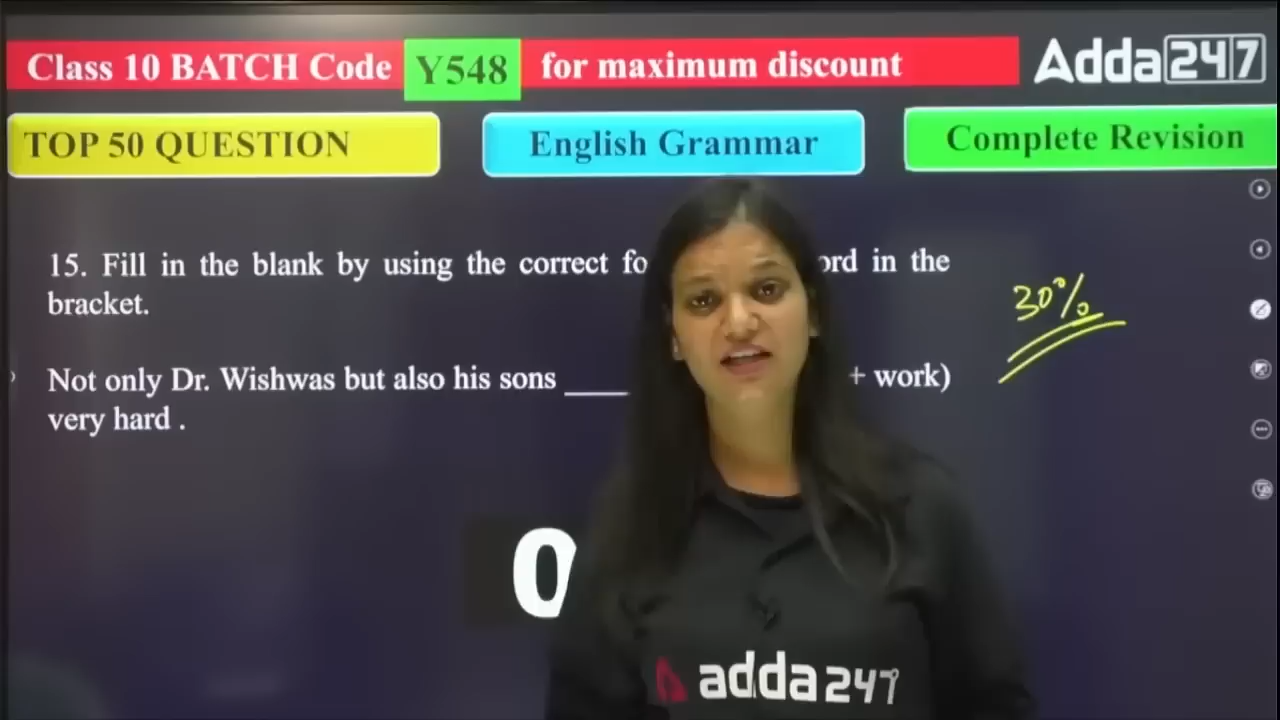 Class 10 BATCH Code Y548 for maximum discount
Adda247
TOP 50 QUESTION
English Grammar
Complete Revision
15. Fill in the blank by using the correct in the
bracket.
30%
Not only Dr. Wishwas but also his sons ____ + work)
very hard .
0
adda247